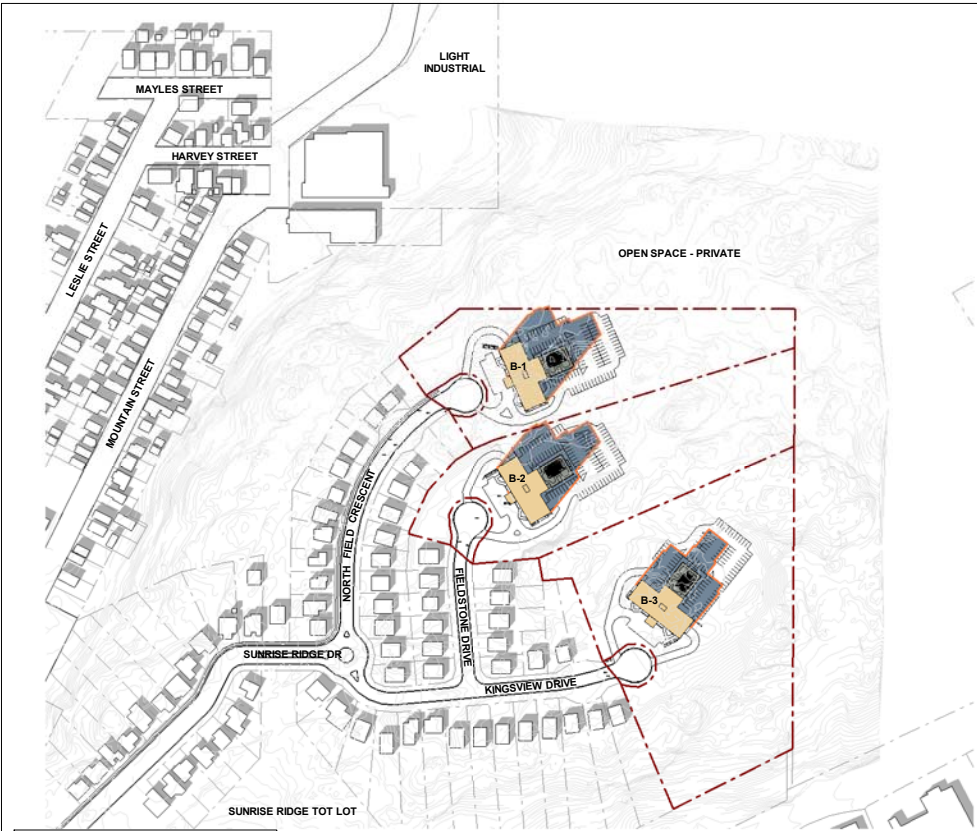 LIGHT
INDUSTRIAL
MAYLES STREET
HARVEY STREET
LESLIE STREET
OPEN SPACE - PRIVATE
MOUNTAIN STREET
B-1
B-2
NORTH FIELD CRESCENT
FIELDSTONE DRIVE
B-3
SUNRISE RIDGE DR
KINGSVIEW DRIVE
SUNRISE RIDGE TOT LOT